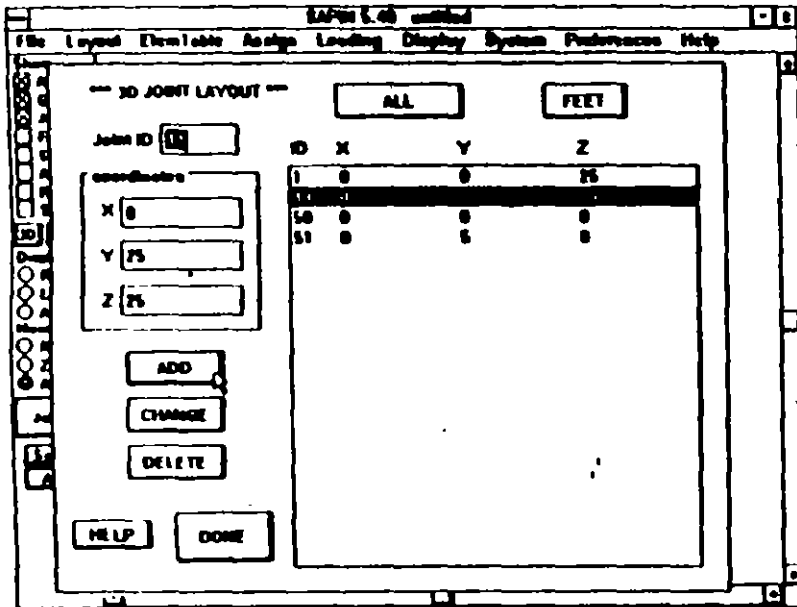 SAPIN 5.40 untitled
File Layout ElemTable Assign Loading Display System Preferences Help
*** 3D JOINT LAYOUT ***
ALL
FEET
Joint ID
ID X Y Z
coordinates
1 0 0 25
X 0
50 0 0 0
Y 25
51 0 5 0
Z 25
3D
ADD
CHANGE
DELETE
HELP
DONE